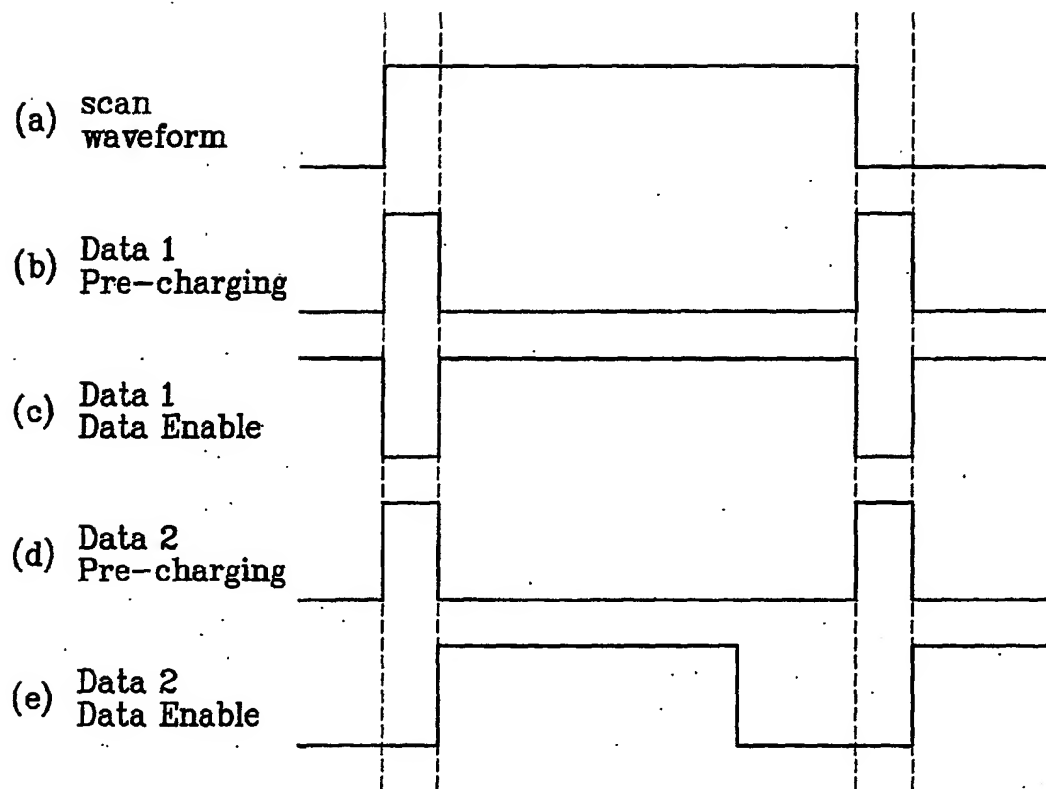 (a) scan
waveform
(b) Data 1
Pre-charging
(c) Data 1
Data Enable
(d) Data 2
Pre-charging
(e) Data 2
Data Enable